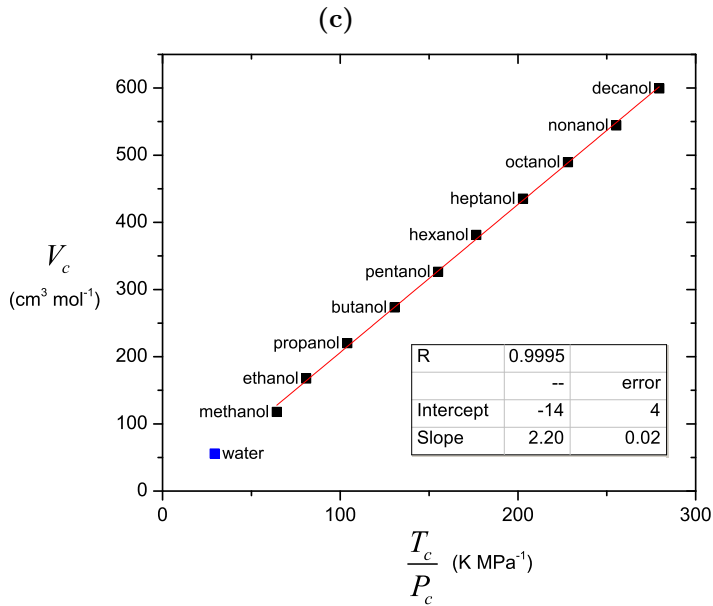 (c)
600
500
400
300
200
100
0
V_c
(cm³ mol⁻¹)
decanol
nonanol
octanol
heptanol
hexanol
pentanol
butanol
propanol
ethanol
methanol
water
R 0.9995
-- error
Intercept -14 4
Slope 2.20 0.02
0 100 200 300
T_c
P_c
(K MPa⁻¹)